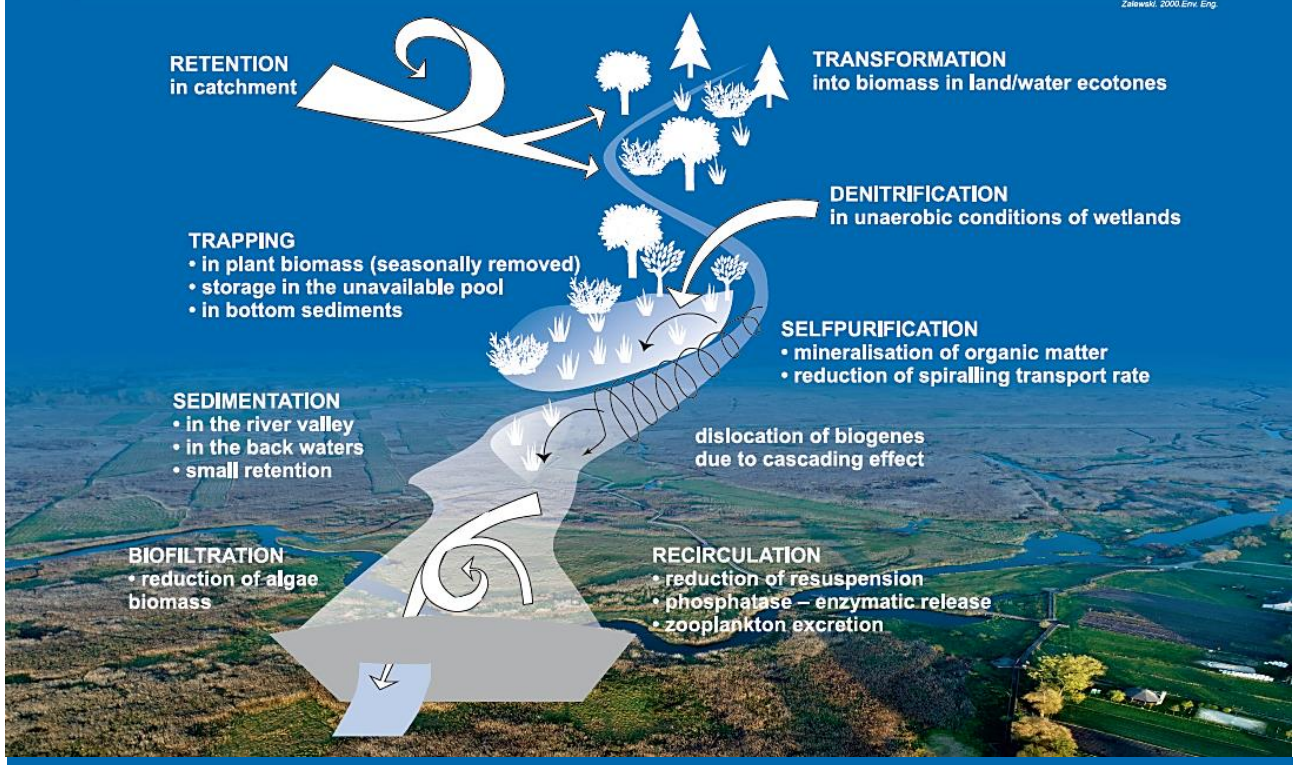 Zalewski. 2000.Env. Eng.
RETENTION
in catchment
TRANSFORMATION
into biomass in land/water ecotones
DENITRIFICATION
in unaerobic conditions of wetlands
TRAPPING
• in plant biomass (seasonally removed)
• storage in the unavailable pool
• in bottom sediments
SELFPURIFICATION
• mineralisation of organic matter
• reduction of spiralling transport rate
SEDIMENTATION
• in the river valley
• in the back waters
• small retention
dislocation of biogenes
due to cascading effect
BIOFILTRATION
• reduction of algae
biomass
RECIRCULATION
• reduction of resuspension
• phosphatase – enzymatic release
• zooplankton excretion